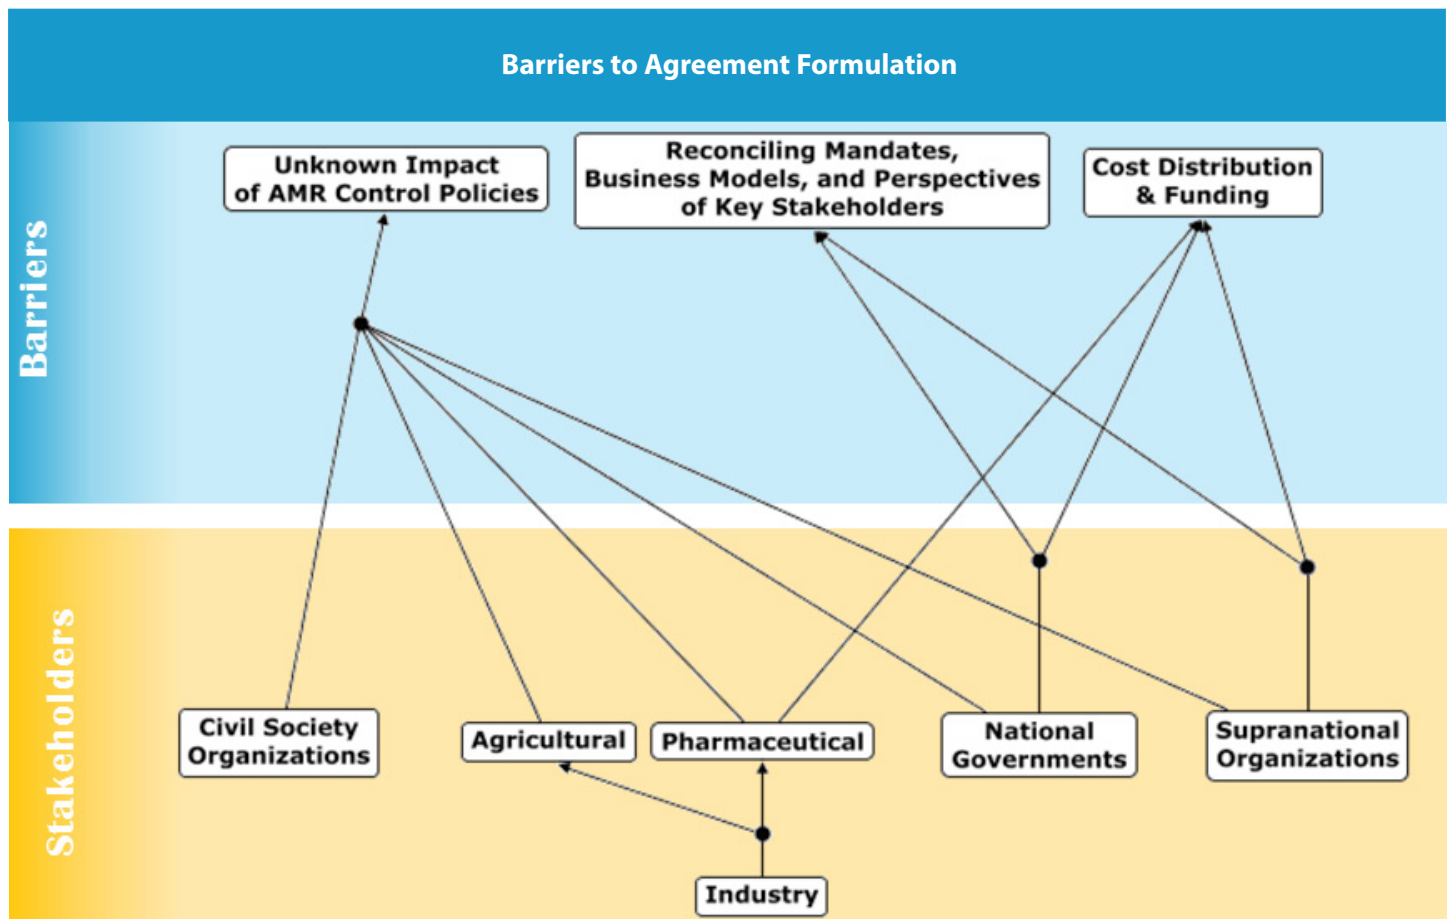 Barriers to Agreement Formulation
Barriers
Unknown Impact
of AMR Control Policies
Reconciling Mandates,
Business Models, and Perspectives
of Key Stakeholders
Cost Distribution
& Funding
Stakeholders
Civil Society
Organizations
Agricultural
Pharmaceutical
National
Governments
Supranational
Organizations
Industry